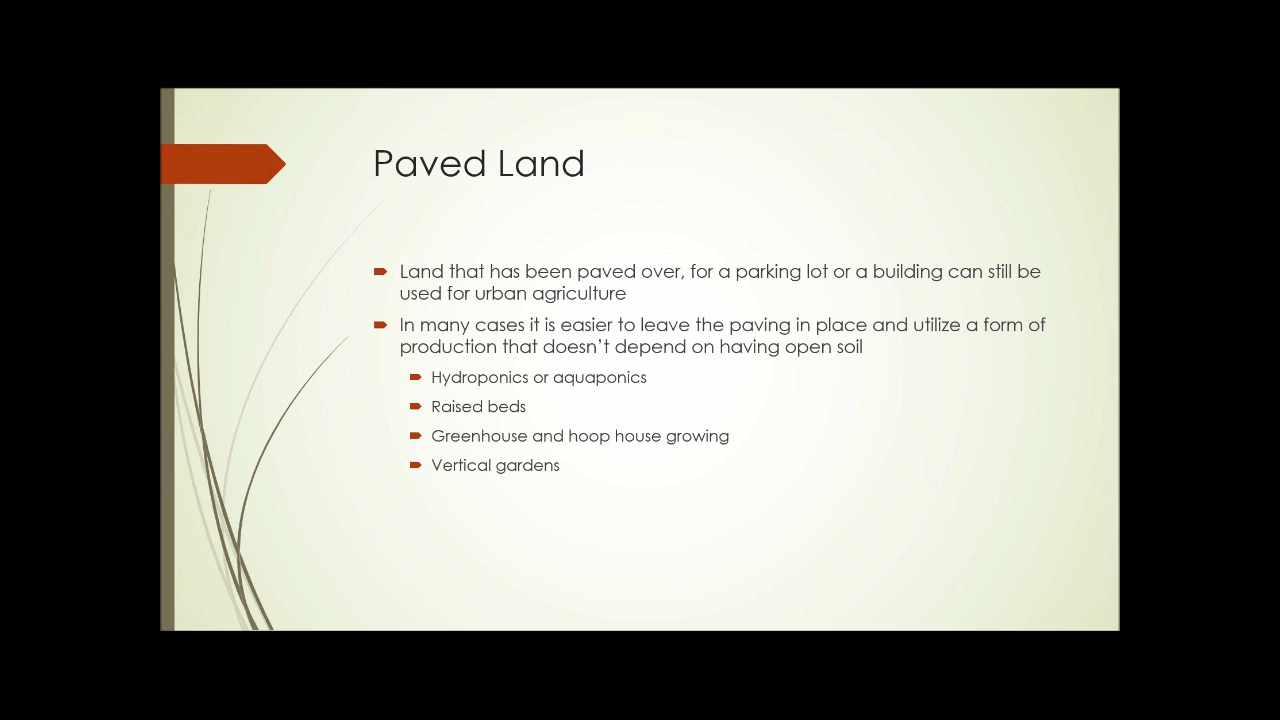 Paved Land
Land that has been paved over, for a parking lot or a building can still be
used for urban agriculture
In many cases it is easier to leave the paving in place and utilize a form of
production that doesn’t depend on having open soil
Hydroponics or aquaponics
Raised beds
Greenhouse and hoop house growing
Vertical gardens